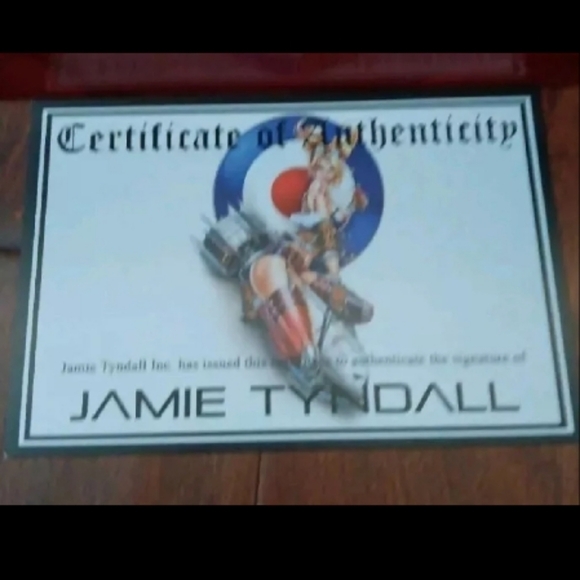 Certificate of Authenticity
Jamie Tyndall Inc. has issued this to authenticate the signature of
JAMIE TYNDALL